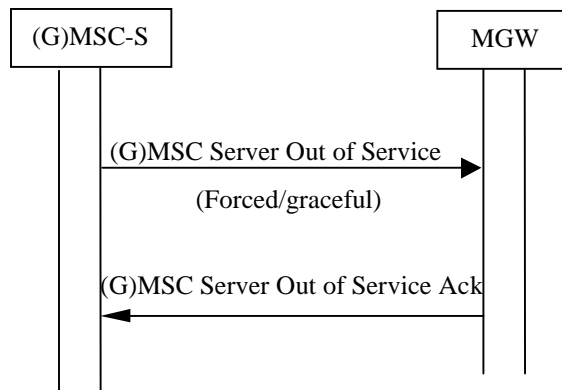 (G)MSC-S
MGW
(G)MSC Server Out of Service
(Forced/graceful)
(G)MSC Server Out of Service Ack